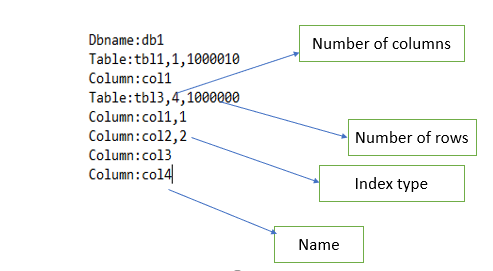 Dbname:db1
Table:tbl1,1,1000010
Column:col1
Table:tbl3,4,1000000
Column:col1,1
Column:col2,2
Column:col3
Column:col4
Number of columns
Number of rows
Index type
Name